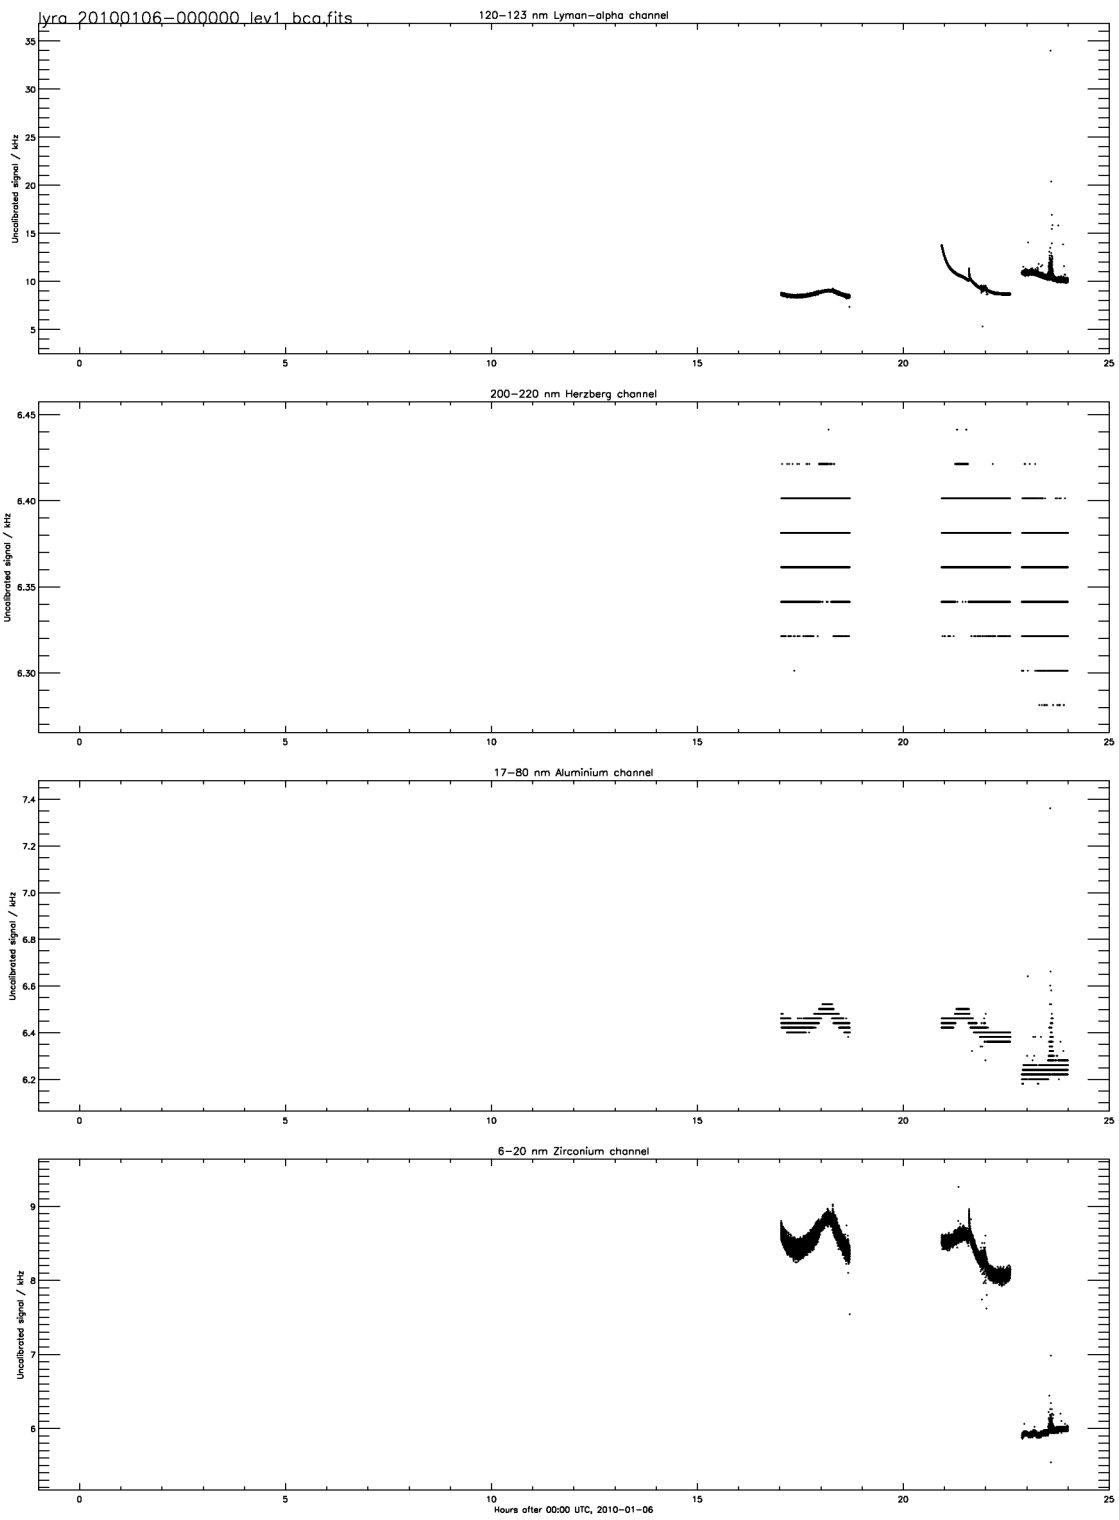 lyra_20100106-000000_lev1_bca.fits
120-123 nm Lyman-alpha channel
Uncalibrated signal / kHz
35
30
25
20
15
10
5
0 5 10 15 20 25
200-220 nm Herzberg channel
Uncalibrated signal / kHz
6.45
6.40
6.35
6.30
0 5 10 15 20 25
17-80 nm Aluminium channel
Uncalibrated signal / kHz
7.4
7.2
7.0
6.8
6.6
6.4
6.2
0 5 10 15 20 25
6-20 nm Zirconium channel
Uncalibrated signal / kHz
9
8
7
6
0 5 10 15 20 25
Hours after 00:00 UTC, 2010-01-06